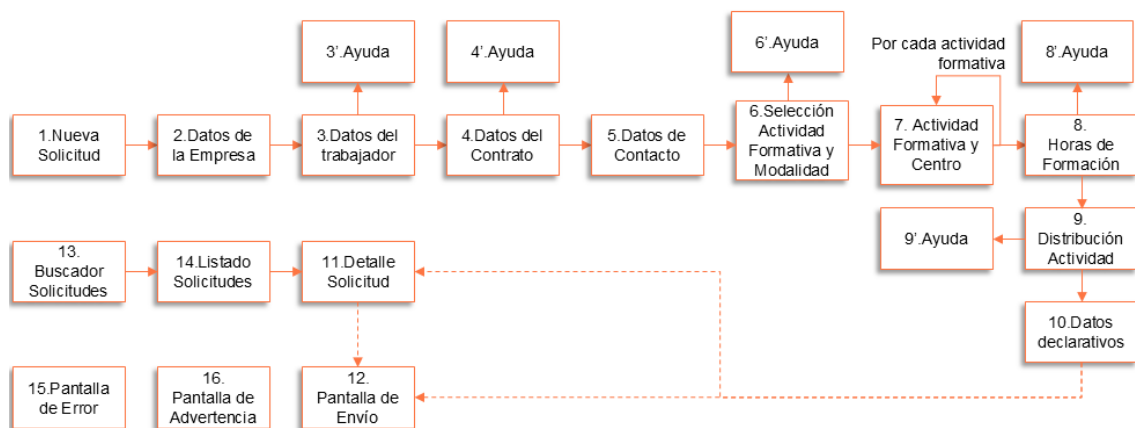 3'.Ayuda
4'.Ayuda
6'.Ayuda
Por cada actividad
formativa
8'.Ayuda
1.Nueva
Solicitud
2.Datos de
la Empresa
3.Datos del
trabajador
4.Datos del
Contrato
5.Datos de
Contacto
6.Selección
Actividad
Formativa y
Modalidad
7. Actividad
Formativa y
Centro
8.
Horas de
Formación
13.
Buscador
Solicitudes
14.Listado
Solicitudes
11.Detalle
Solicitud
9'.Ayuda
9.
Distribución
Actividad
10.Datos
declarativos
15.Pantalla
de Error
16.
Pantalla de
Advertencia
12.
Pantalla de
Envío